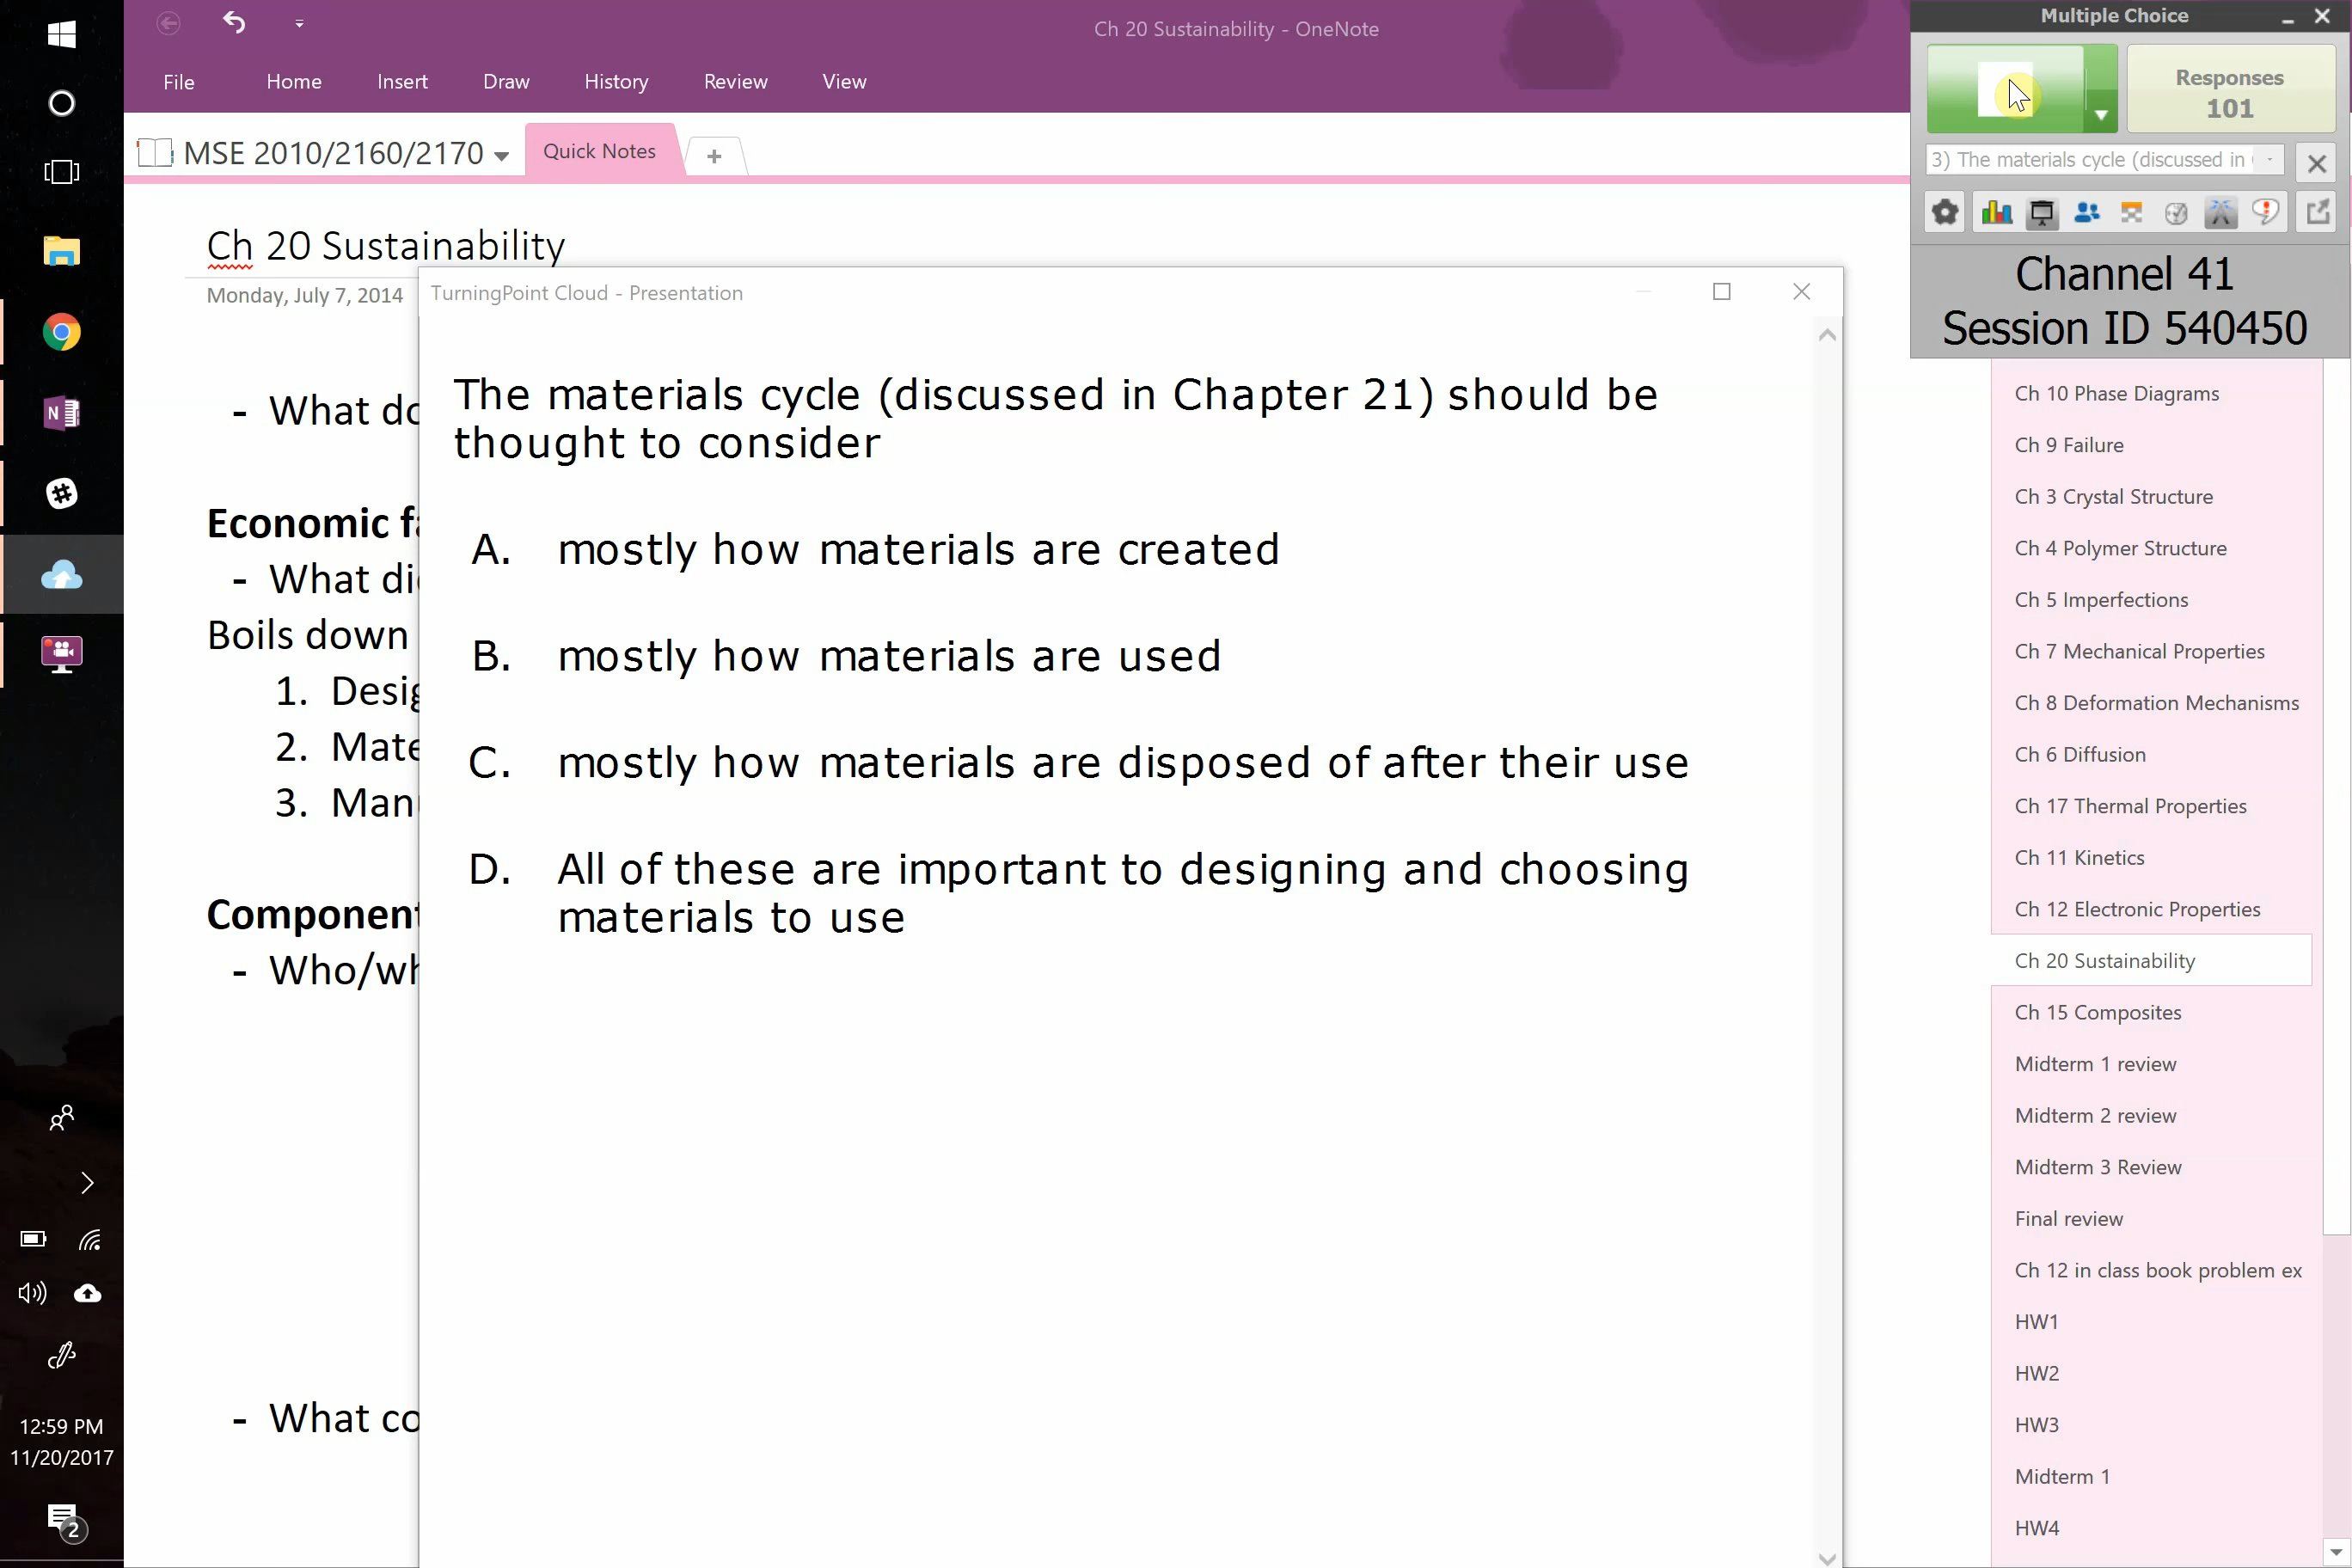 Ch 20 Sustainability - OneNote
File Home Insert Draw History Review View
MSE 2010/2160/2170
Quick Notes
+
Ch 20 Sustainability
Monday, July 7, 2014
- What
Economic
- What
Boils down
1.
2.
3.
-
- What
TurningPoint Cloud - Presentation
The materials cycle (discussed in Chapter 21) should be
thought to consider
A. mostly how materials are created
B. mostly how materials are used
C. mostly how materials are disposed of after their use
D. All of these are important to designing and choosing
materials to use
Multiple Choice
Responses
101
3) The materials cycle (discussed in
Channel 41
Session ID 540450
Ch 10 Phase Diagrams
Ch 9 Failure
Ch 3 Crystal Structure
Ch 4 Polymer Structure
Ch 5 Imperfections
Ch 7 Mechanical Properties
Ch 8 Deformation Mechanisms
Ch 6 Diffusion
Ch 17 Thermal Properties
Ch 11 Kinetics
Ch 12 Electronic Properties
Ch 20 Sustainability
Ch 15 Composites
Midterm 1 review
Midterm 2 review
Midterm 3 Review
Final review
Ch 12 in class book problem ex
HW1
HW2
HW3
Midterm 1
HW4
12:59 PM
11/20/2017
2